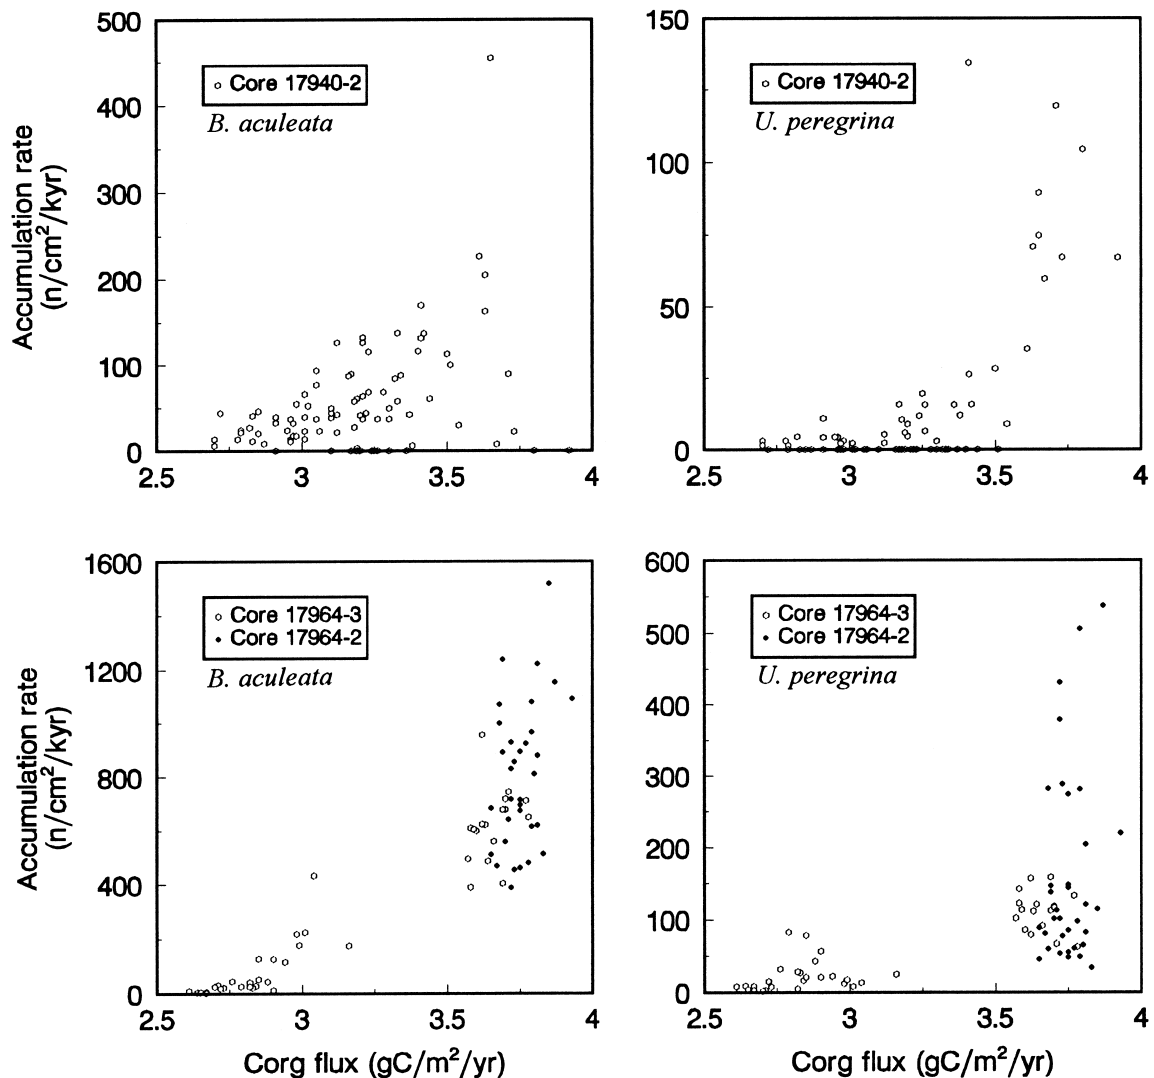 500
400
300
200
100
0
2.5
3
3.5
4
Accumulation rate
(n/cm²/kyr)
Core 17940-2
B. aculeata
150
100
50
0
2.5
3
3.5
4
Core 17940-2
U. peregrina
1600
1200
800
400
0
2.5
3
3.5
4
Accumulation rate
(n/cm²/kyr)
Core 17964-3
Core 17964-2
B. aculeata
Corg flux (gC/m²/yr)
600
500
400
300
200
100
0
2.5
3
3.5
4
Core 17964-3
Core 17964-2
U. peregrina
Corg flux (gC/m²/yr)